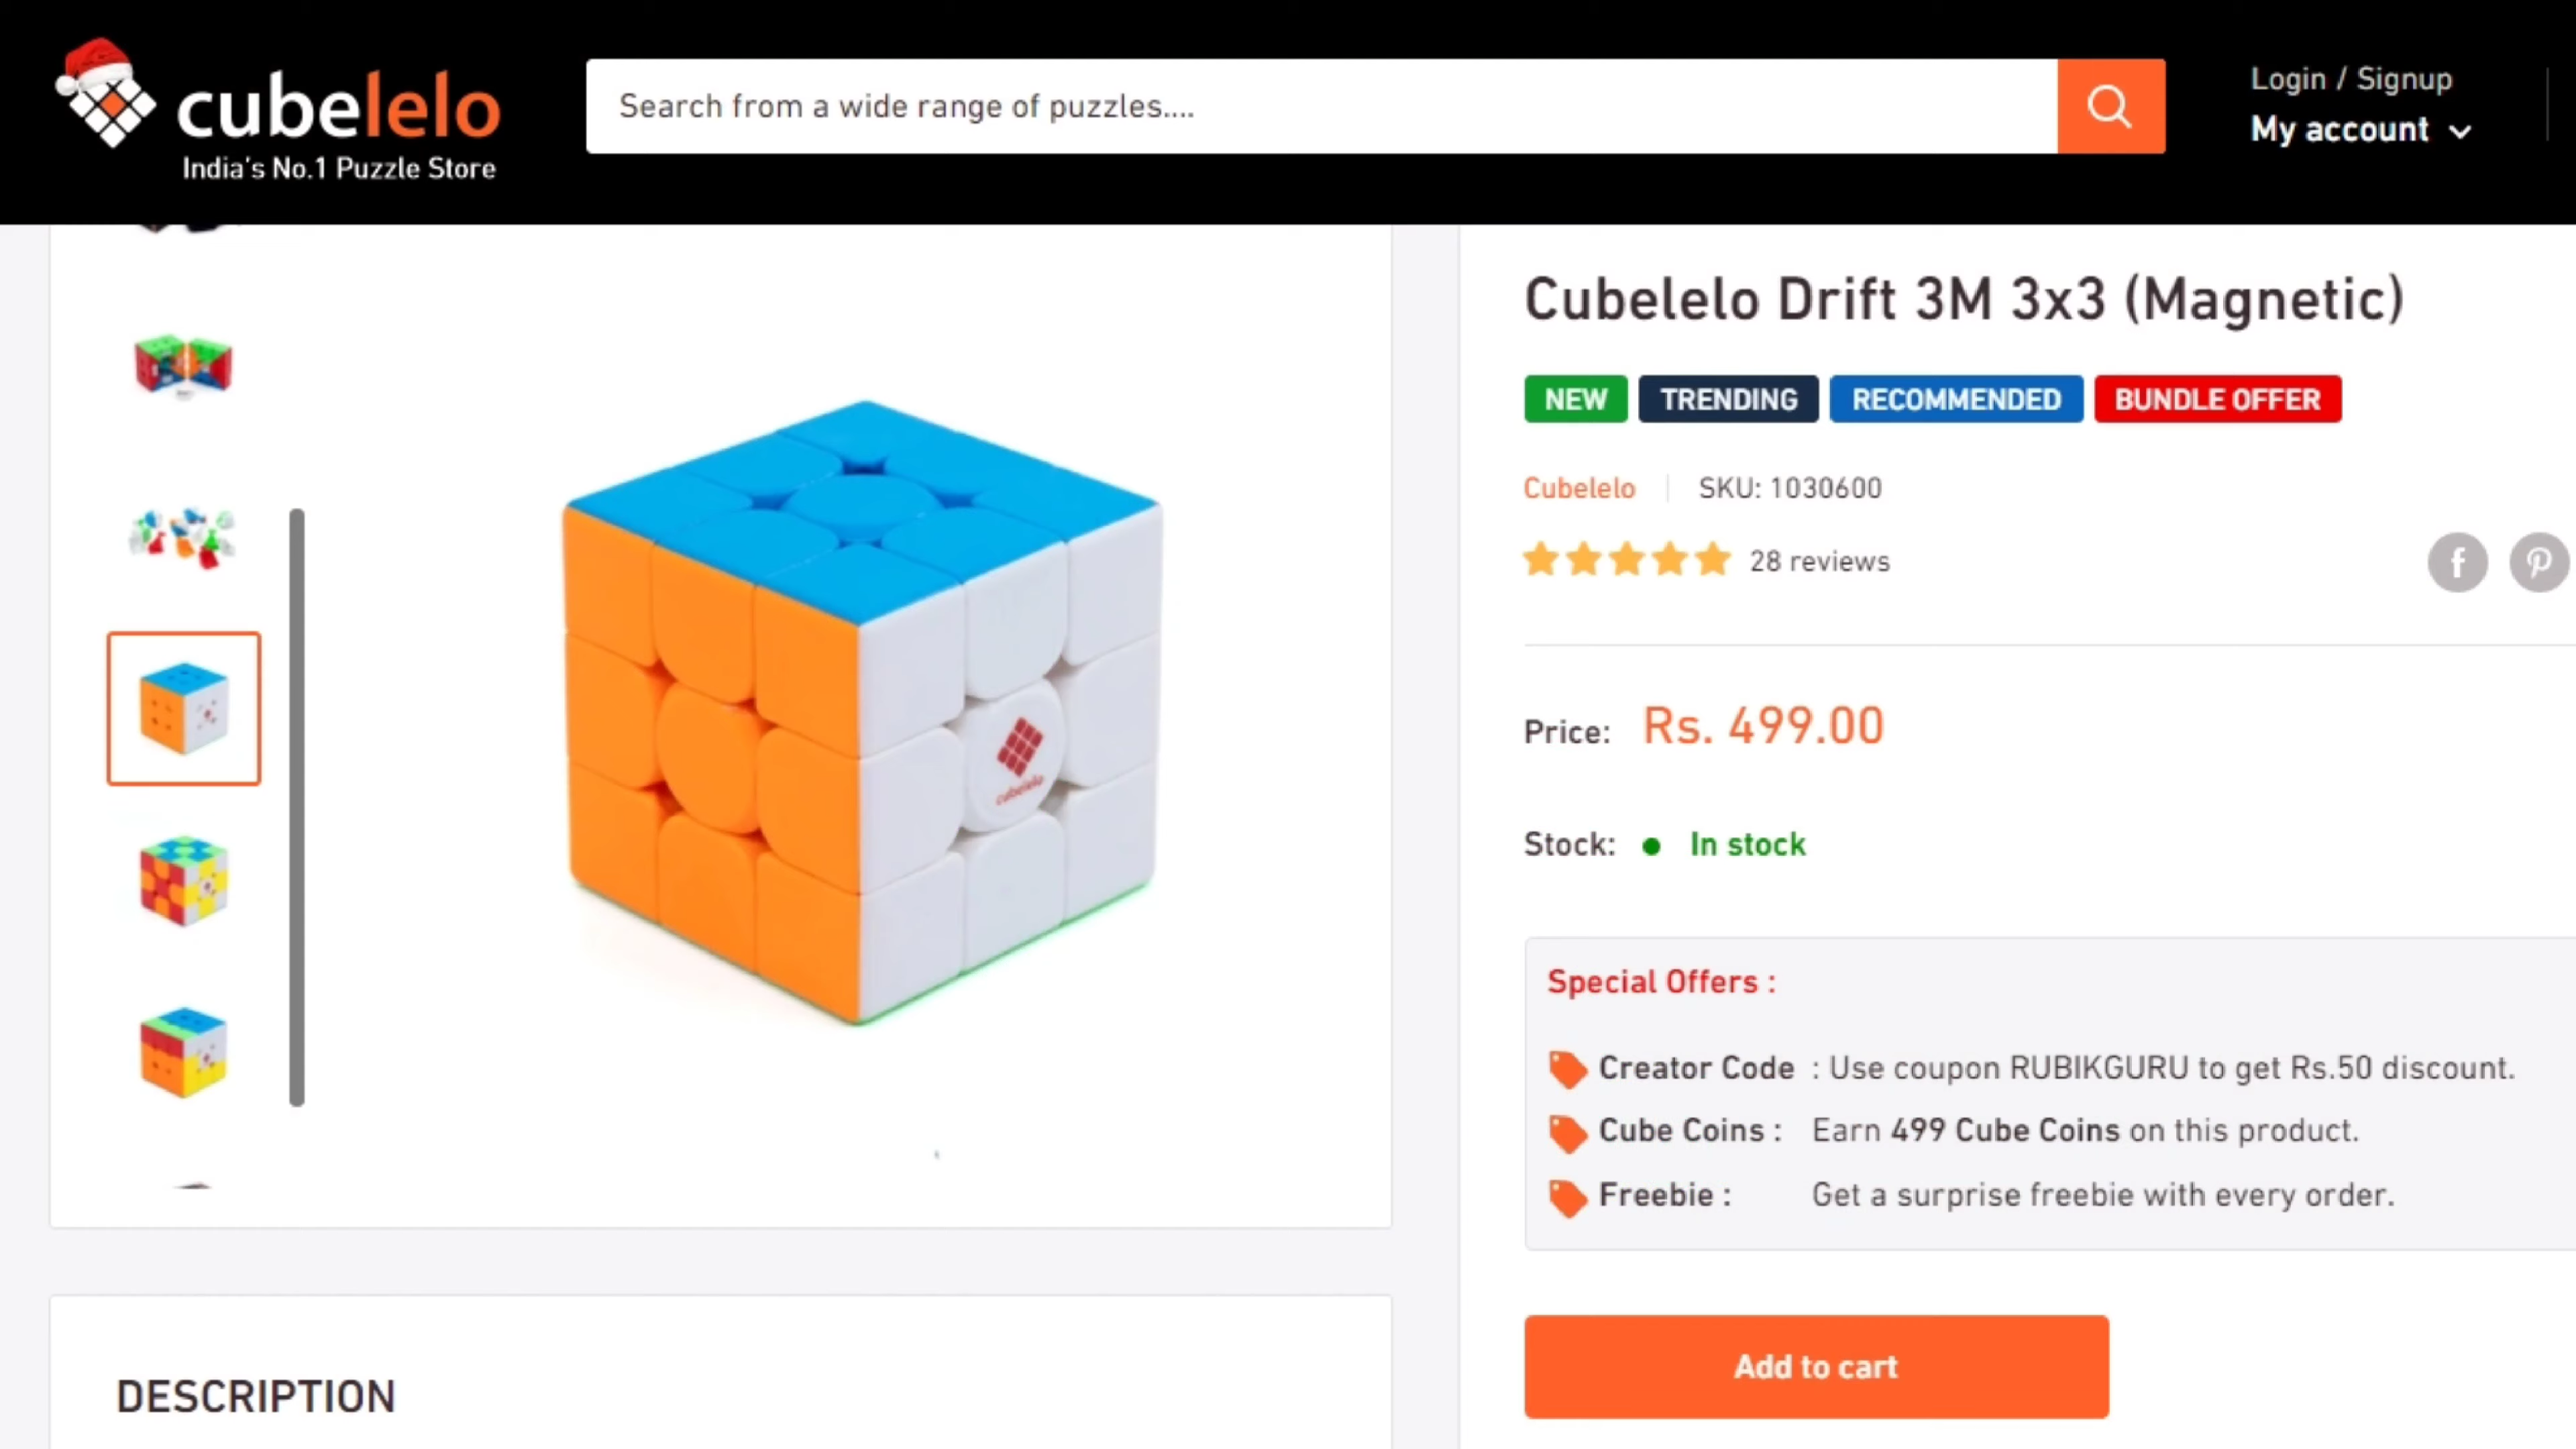 cubelelo
India's No.1 Puzzle Store
Search from a wide range of puzzles....
Login / Signup
My account
cubelelo
Cubelelo Drift 3M 3x3 (Magnetic)
NEW TRENDING RECOMMENDED BUNDLE OFFER
Cubelelo SKU: 1030600
28 reviews
Price: Rs. 499.00
Stock: In stock
Special Offers :
Creator Code : Use coupon RUBIKGURU to get Rs.50 discount.
Cube Coins : Earn 499 Cube Coins on this product.
Freebie : Get a surprise freebie with every order.
Add to cart
DESCRIPTION